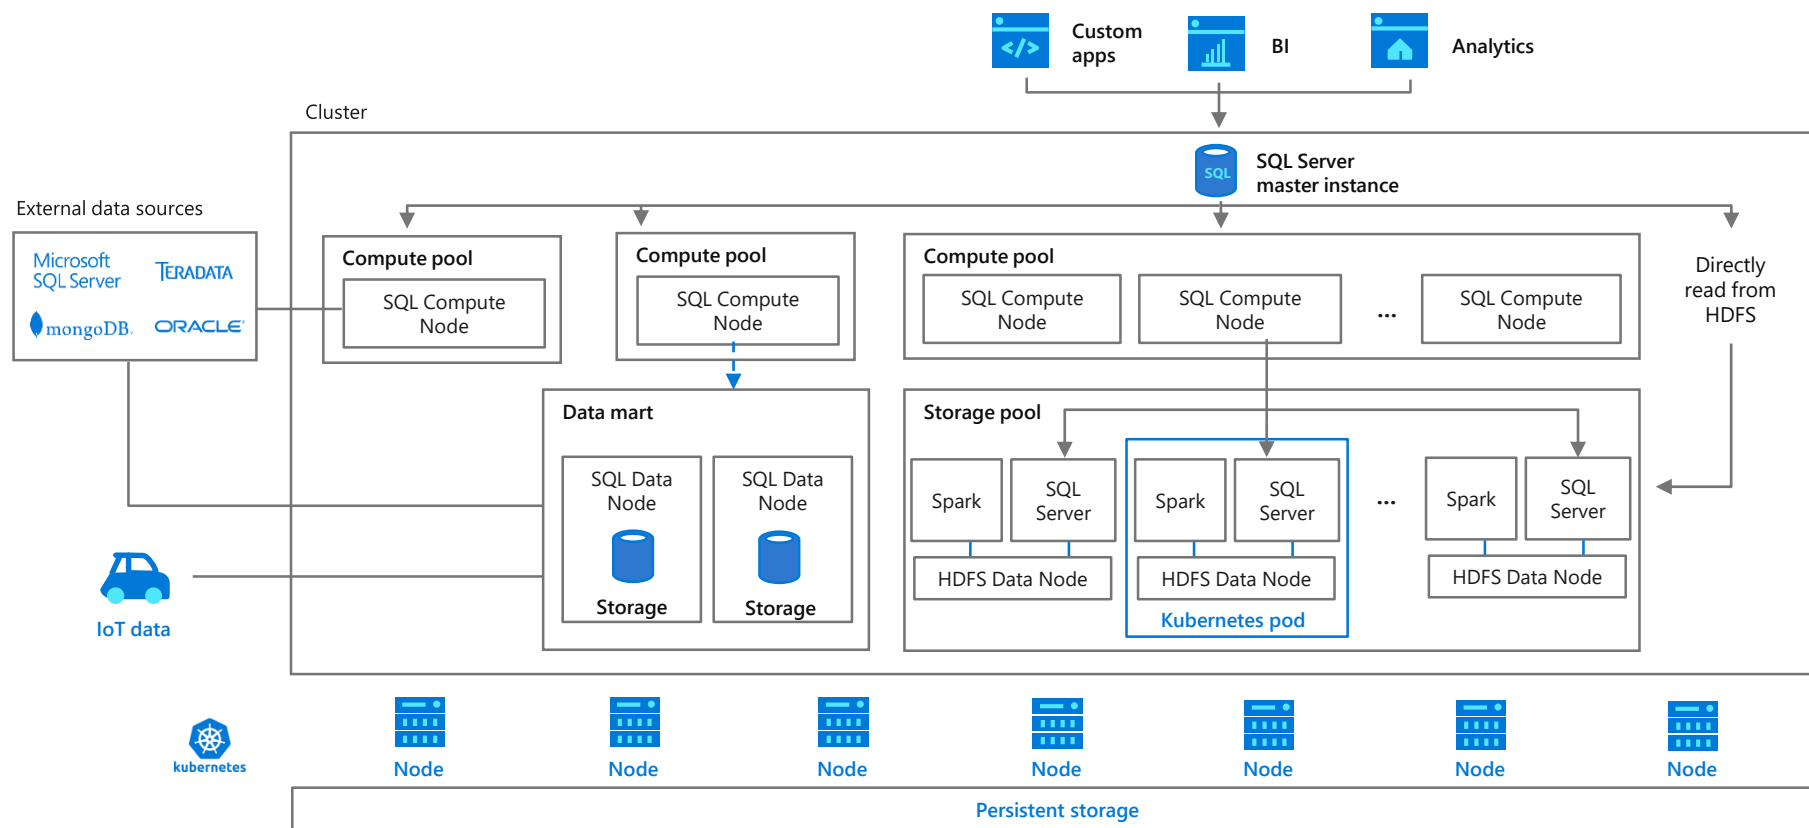 Custom
apps
BI
Analytics
Cluster
SQL
SQL Server
master instance
External data sources
Microsoft
SQL Server
TERADATA
mongoDB.
ORACLE
Compute pool
SQL Compute
Node
Compute pool
SQL Compute
Node
Compute pool
SQL Compute
Node
SQL Compute
Node
...
SQL Compute
Node
Directly
read from
HDFS
Data mart
SQL Data
Node
Storage
SQL Data
Node
Storage
Storage pool
Spark
SQL
Server
HDFS Data Node
Spark
SQL
Server
HDFS Data Node
Kubernetes pod
...
Spark
SQL
Server
HDFS Data Node
IoT data
kubernetes
Node
Node
Node
Node
Node
Node
Node
Persistent storage